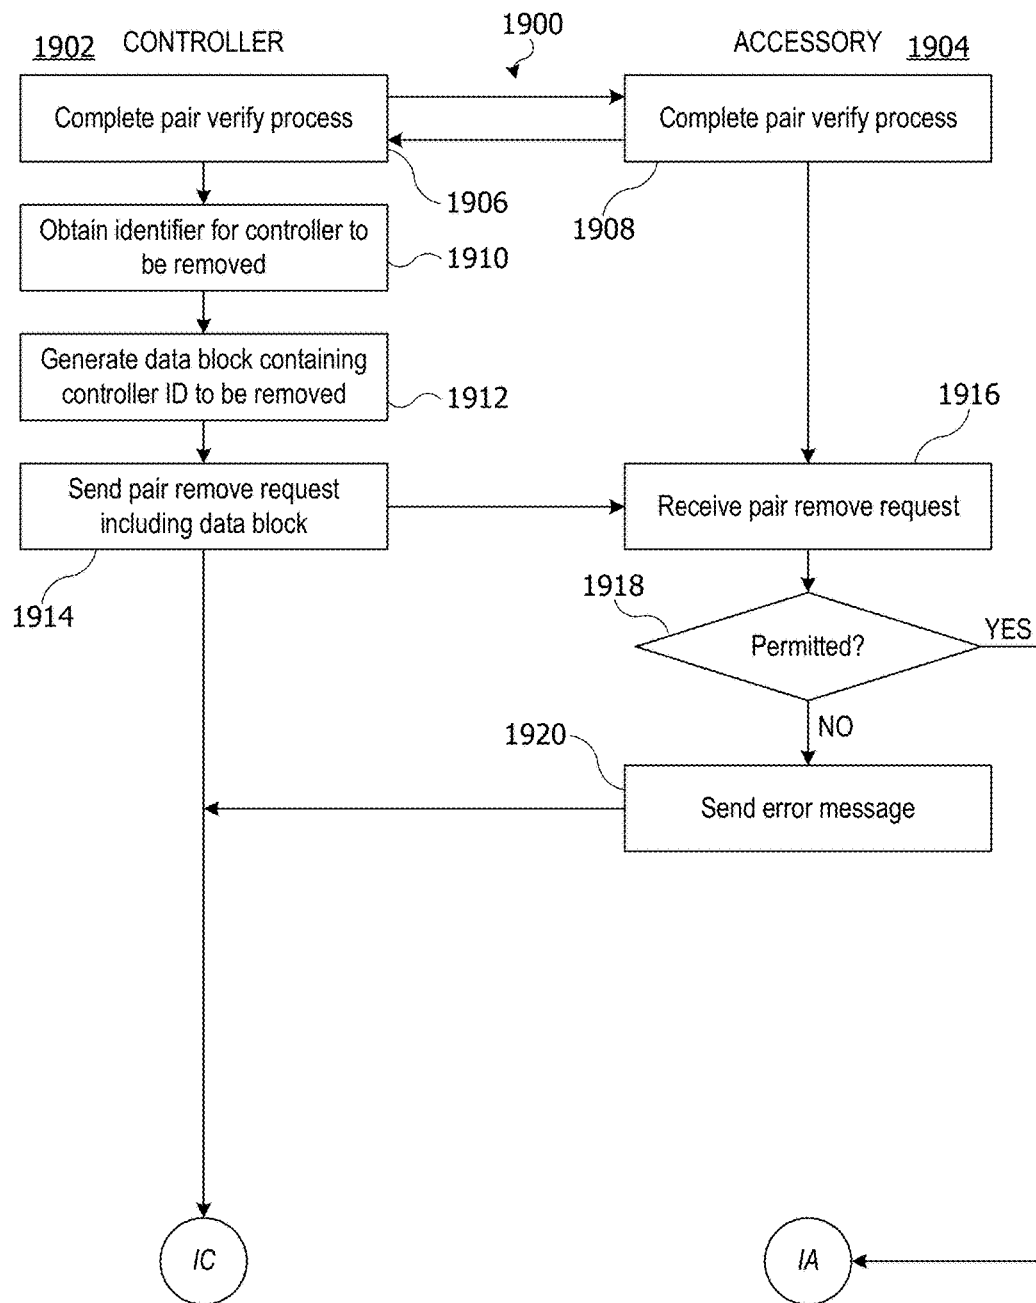 1902 CONTROLLER
1900
ACCESSORY 1904
Complete pair verify process
Complete pair verify process
1906
1908
Obtain identifier for controller to
be removed
1910
Generate data block containing
controller ID to be removed
1912
1916
Send pair remove request
including data block
Receive pair remove request
1914
1918
Permitted?
YES
NO
1920
Send error message
IC
IA